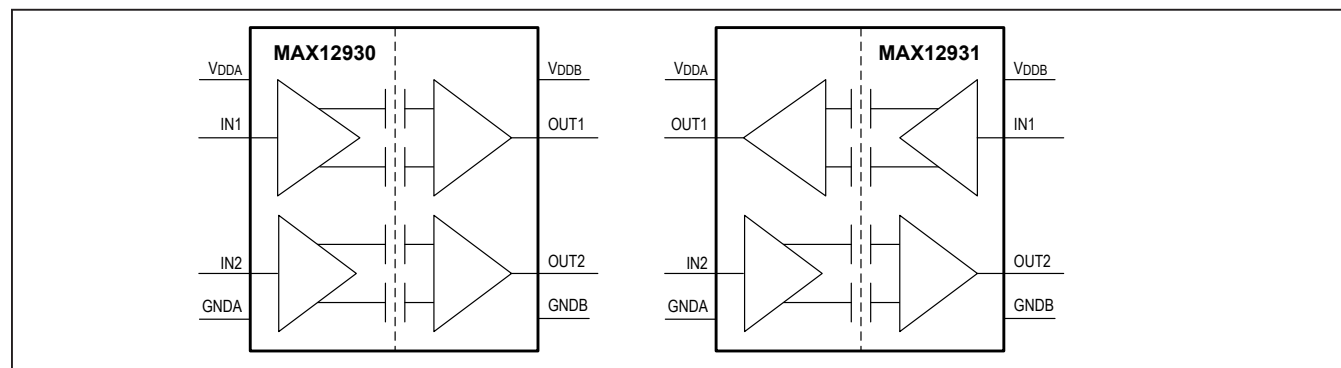 MAX12930
VDDA
VDDB
IN1
OUT1
IN2
OUT2
GNDA
GNDB
MAX12931
VDDA
VDDB
OUT1
IN1
IN2
OUT2
GNDA
GNDB